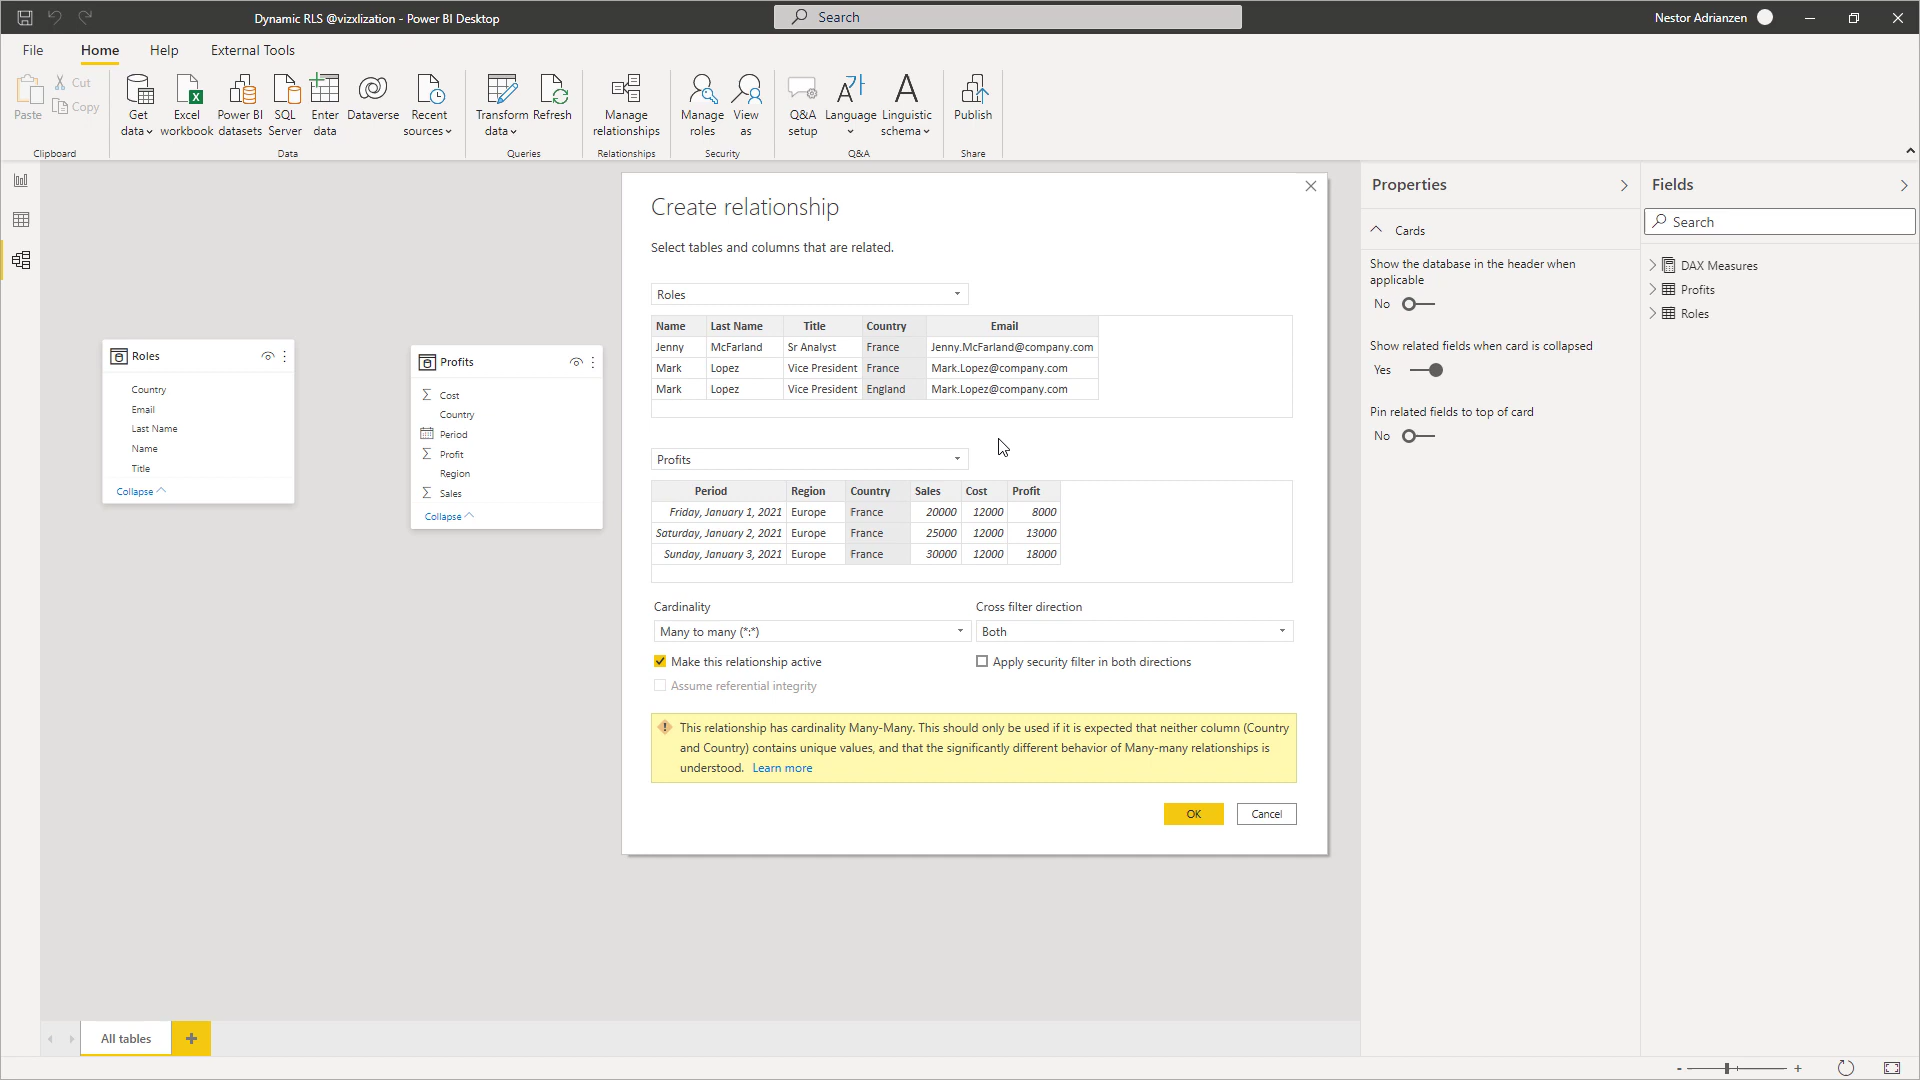 Dynamic RLS @vizxlization - Power BI Desktop
Search
Nestor Adrianzen
File
Home
Help
External Tools
Paste
Cut
Copy
Clipboard
Get
data
Excel
workbook
Power BI
datasets
SQL
Server
Enter
data
Dataverse
Recent
sources
Data
Transform
data
Refresh
Queries
Manage
relationships
Relationships
Manage
roles
View
as
Security
Q&A
setup
Language
Linguistic
schema
Q&A
Publish
Share
Roles
Country
Email
Last Name
Name
Title
Collapse
Profits
Cost
Country
Period
Profit
Region
Sales
Collapse
Create relationship
Select tables and columns that are related.
Roles
Name Last Name Title Country Email
Jenny McFarland Sr Analyst France Jenny.McFarland@company.com
Mark Lopez Vice President France Mark.Lopez@company.com
Mark Lopez Vice President England Mark.Lopez@company.com
Profits
Period Region Country Sales Cost Profit
Friday, January 1, 2021 Europe France 20000 12000 8000
Saturday, January 2, 2021 Europe France 25000 12000 13000
Sunday, January 3, 2021 Europe France 30000 12000 18000
Cardinality
Many to many (*:*)
Cross filter direction
Both
Make this relationship active
Apply security filter in both directions
Assume referential integrity
This relationship has cardinality Many-Many. This should only be used if it is expected that neither column (Country
and Country) contains unique values, and that the significantly different behavior of Many-many relationships is
understood. Learn more
OK
Cancel
Properties
Cards
Show the database in the header when
applicable
No
Show related fields when card is collapsed
Yes
Pin related fields to top of card
No
Fields
Search
DAX Measures
Profits
Roles
All tables